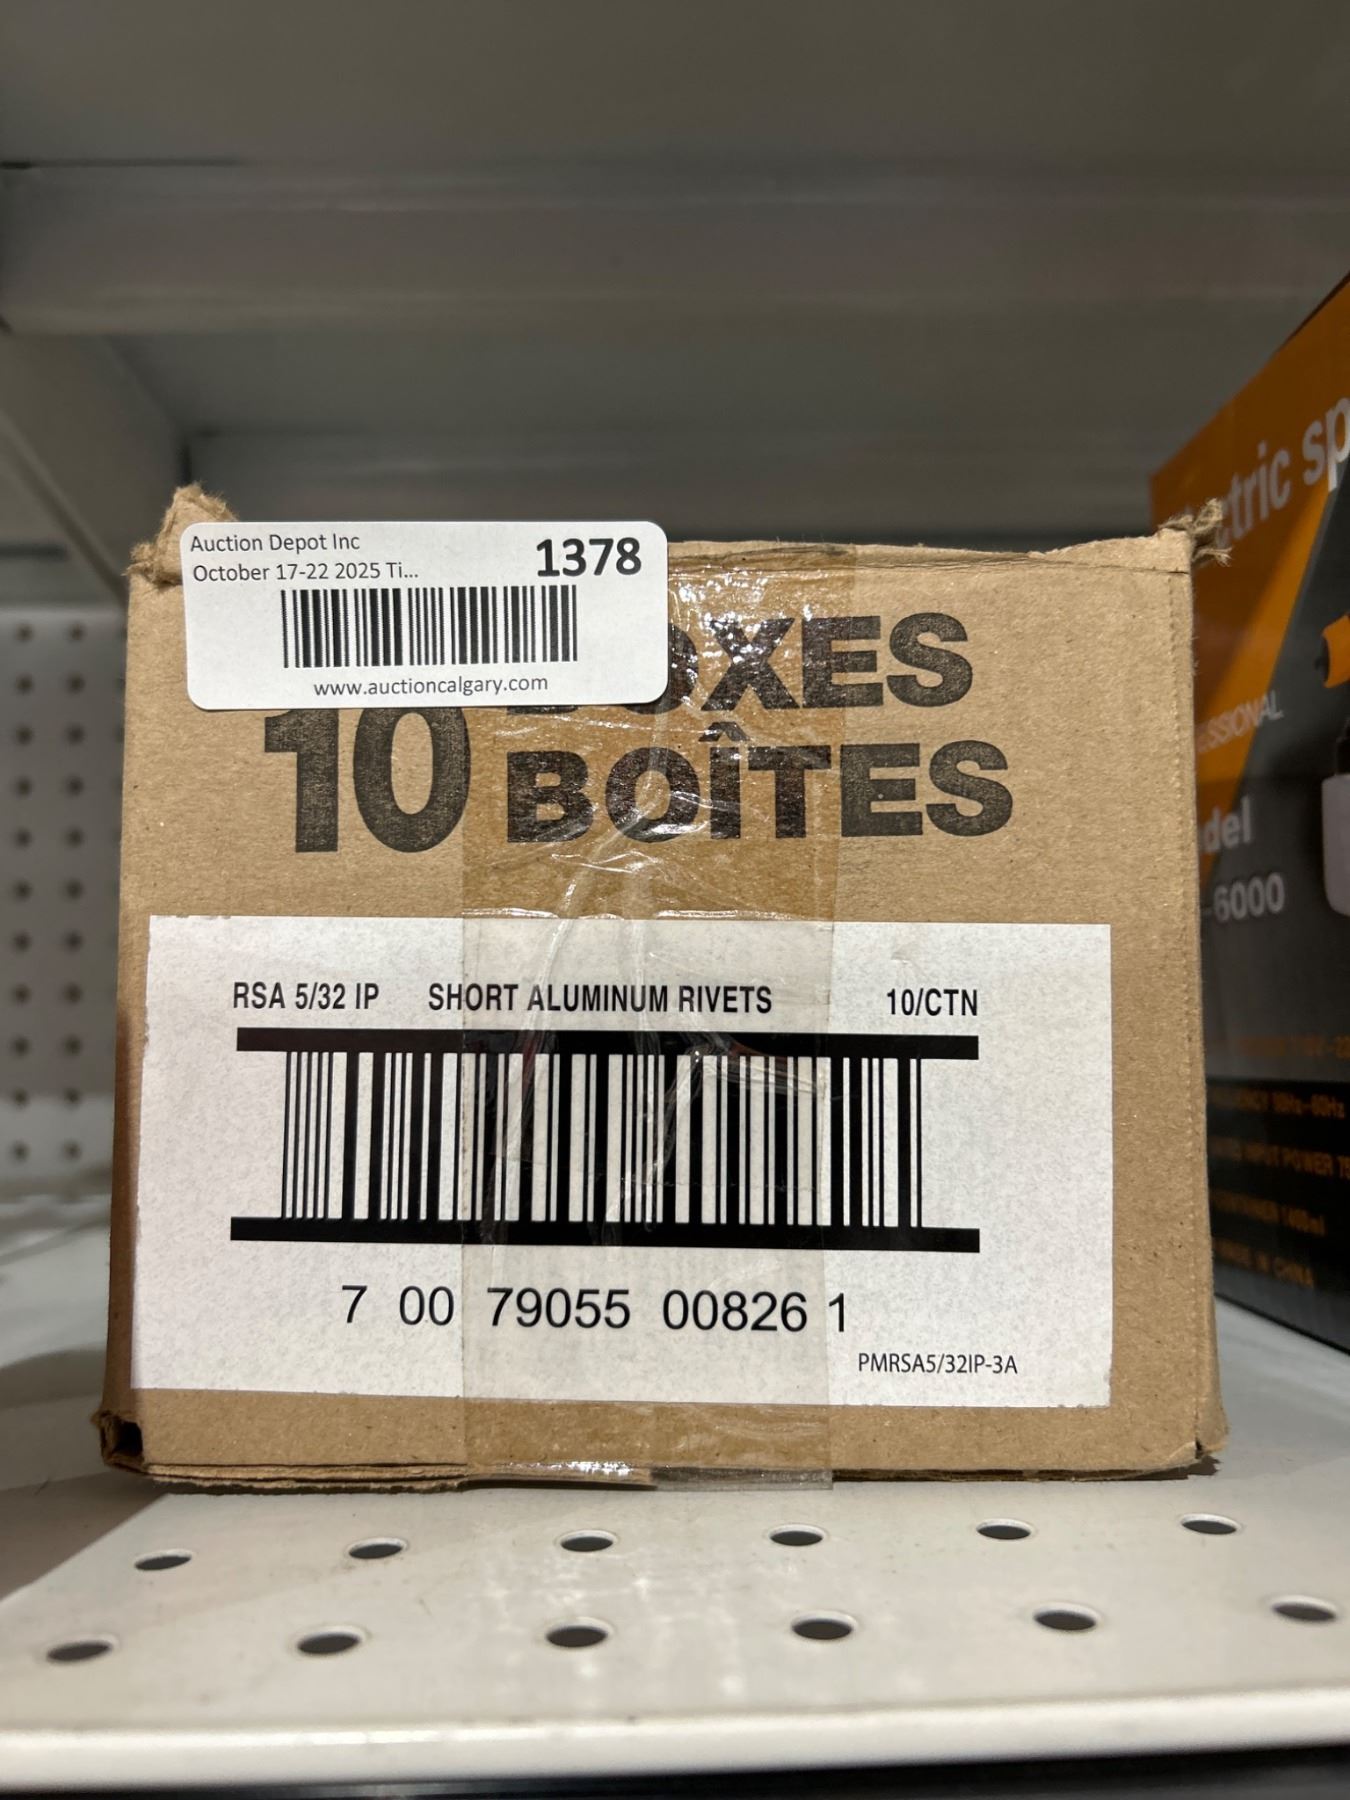 Auction Depot Inc
October 17-22 2025 Ti...
1378
www.auctioncalgary.com
10
BOÎTES
RSA 5/32 IP SHORT ALUMINUM RIVETS 10/CTN
7 00 79055 00826 1
PMRSA5/32IP-3A
-6000